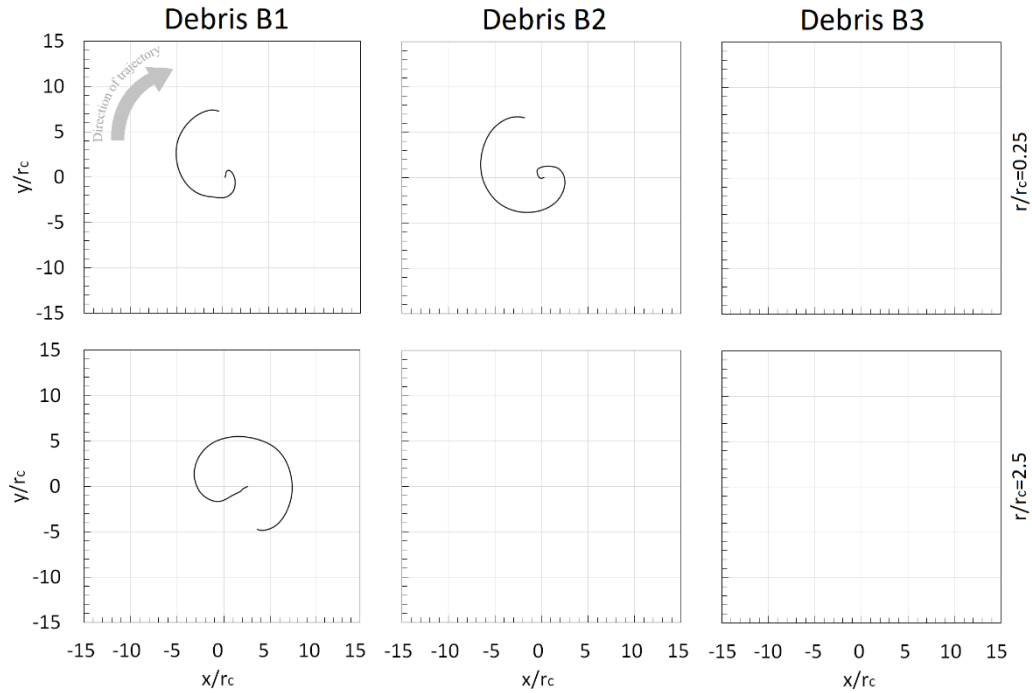 Debris B1
Debris B2
Debris B3
Direction of trajectory
15
10
5
0
-5
-10
-15
y/rc
r/rc=0.25
15
10
5
0
-5
-10
-15
y/rc
r/rc=2.5
-15 -10 -5 0 5 10 15
-15 -10 -5 0 5 10 15
-15 -10 -5 0 5 10 15
x/rc
x/rc
x/rc